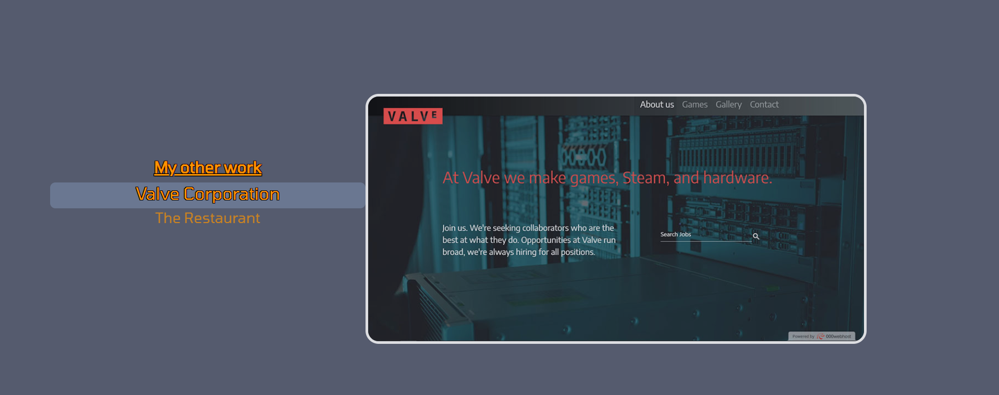 My other work
Valve Corporation
The Restaurant
About us Games Gallery Contact
VALVE
At Valve we make games, Steam, and hardware.
Join us. We're seeking collaborators who are the
best at what they do. Opportunities at Valve run
broad, we're always hiring for all positions.
Search Jobs
Powered by 000webhost